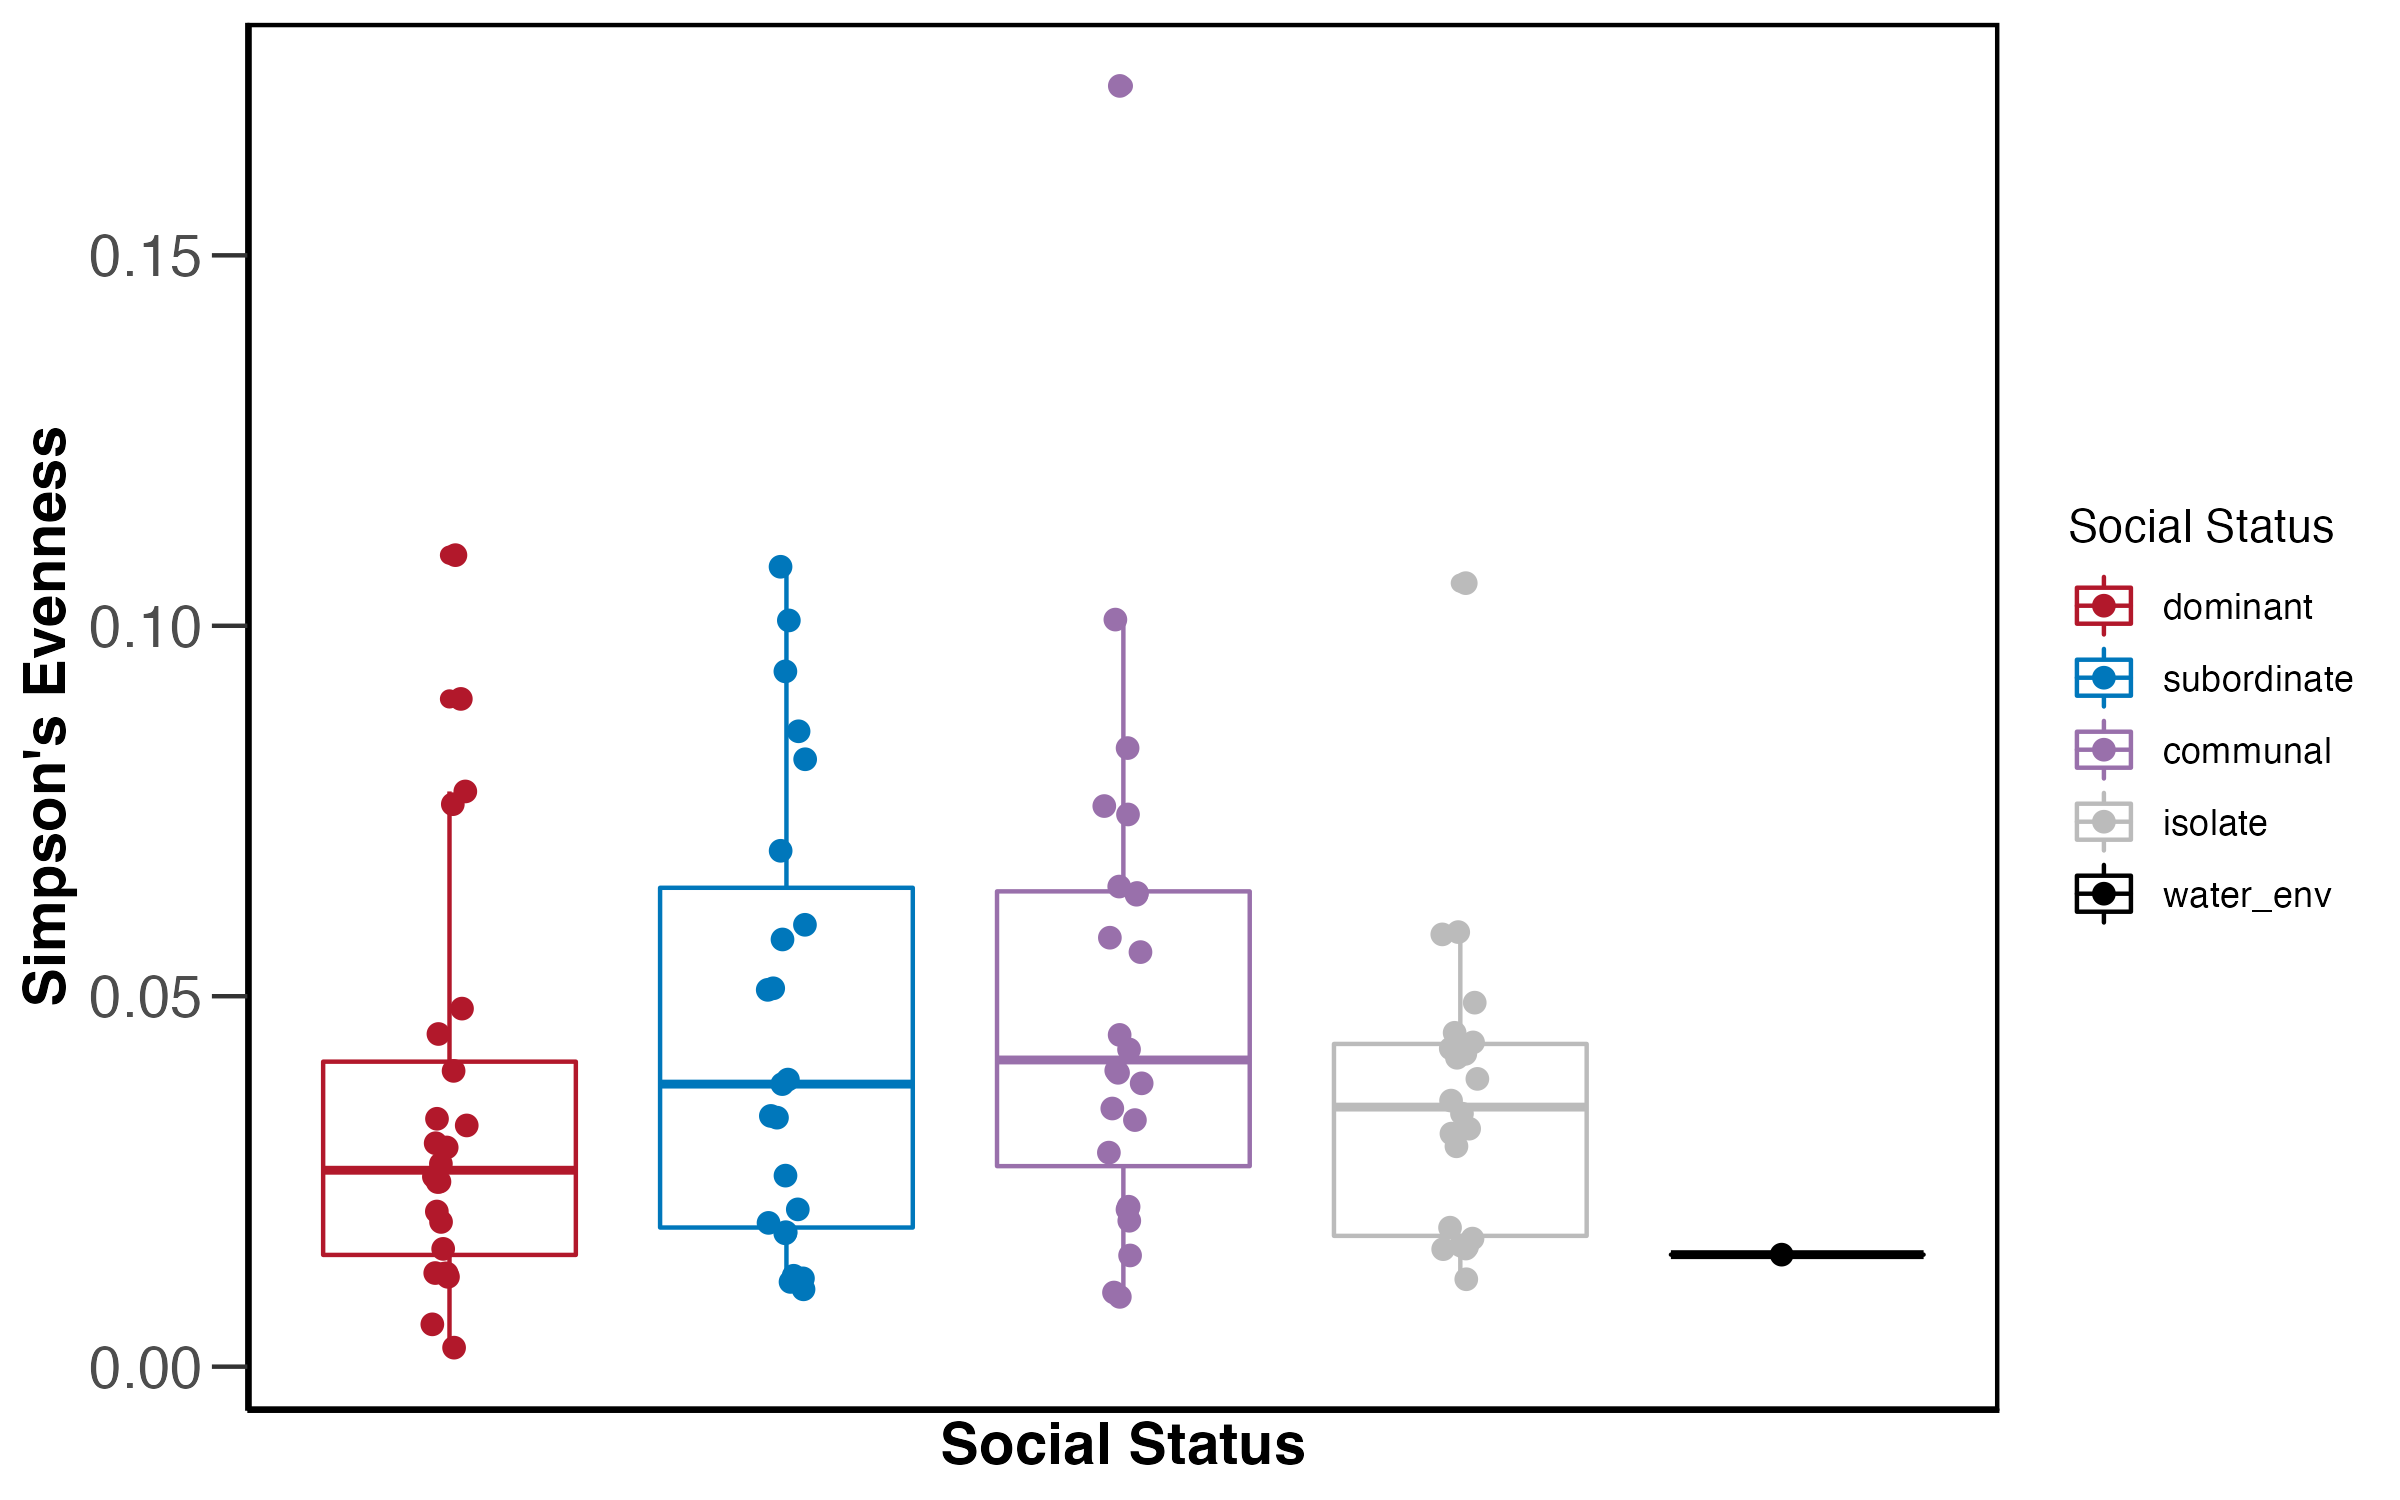 Simpson's Evenness
0.15
0.10
0.05
0.00
Social Status
Social Status
dominant
subordinate
communal
isolate
water_env